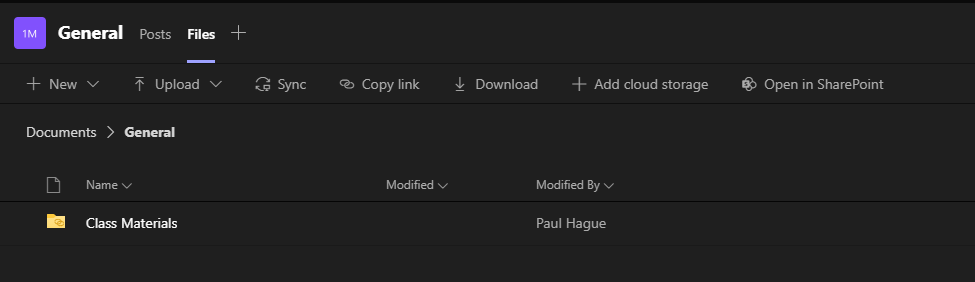 1M General Posts Files
New Upload Sync Copy link Download Add cloud storage Open in SharePoint
Documents > General
Name Modified Modified By
Class Materials Paul Hague